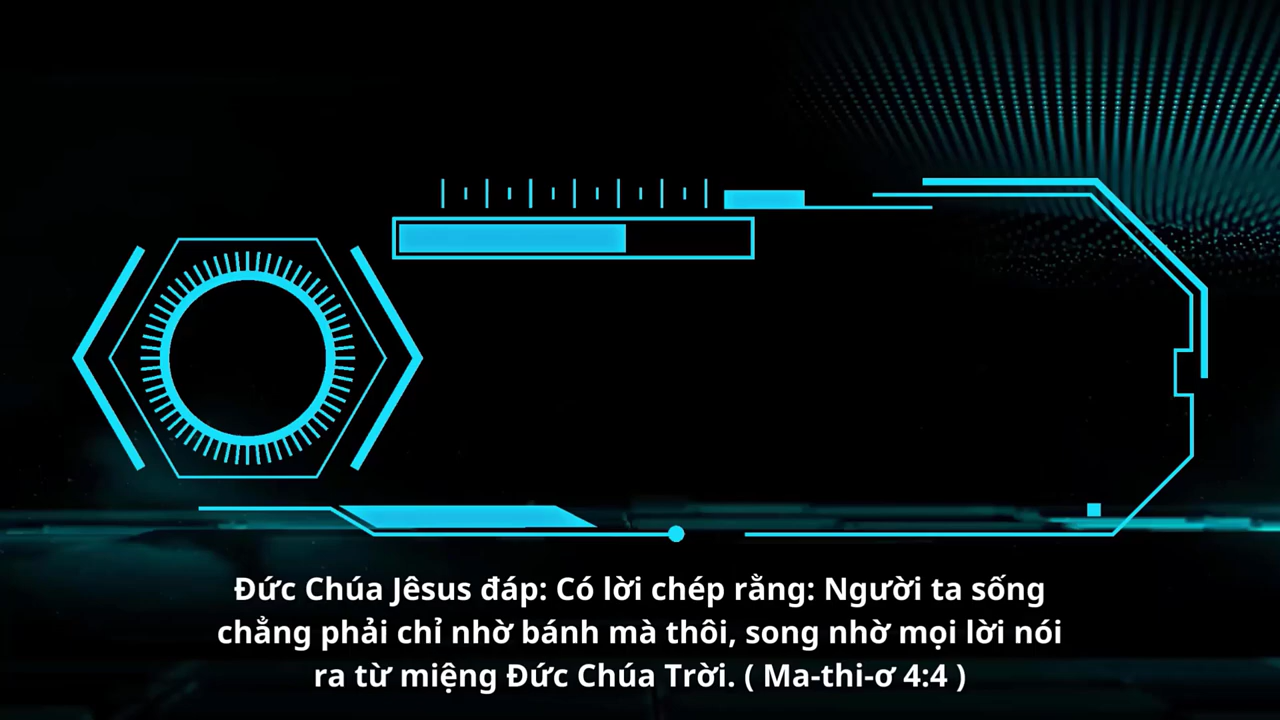 Đức Chúa Jêsus đáp: Có lời chép rằng: Người ta sống
chẳng phải chỉ nhờ bánh mà thôi, song nhờ mọi lời nói
ra từ miệng Đức Chúa Trời. ( Ma-thi-ơ 4:4 )